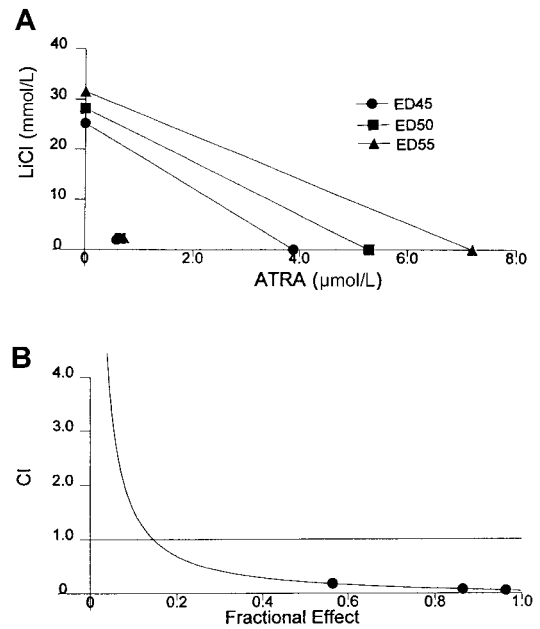 A
40
30
20
10
0
LiCl (mmol/L)
ED45
ED50
ED55
0 2.0 4.0 6.0 8.0
ATRA (µmol/L)
B
4.0
3.0
2.0
1.0
0
CI
0 0.2 0.4 0.6 0.8 1.0
Fractional Effect